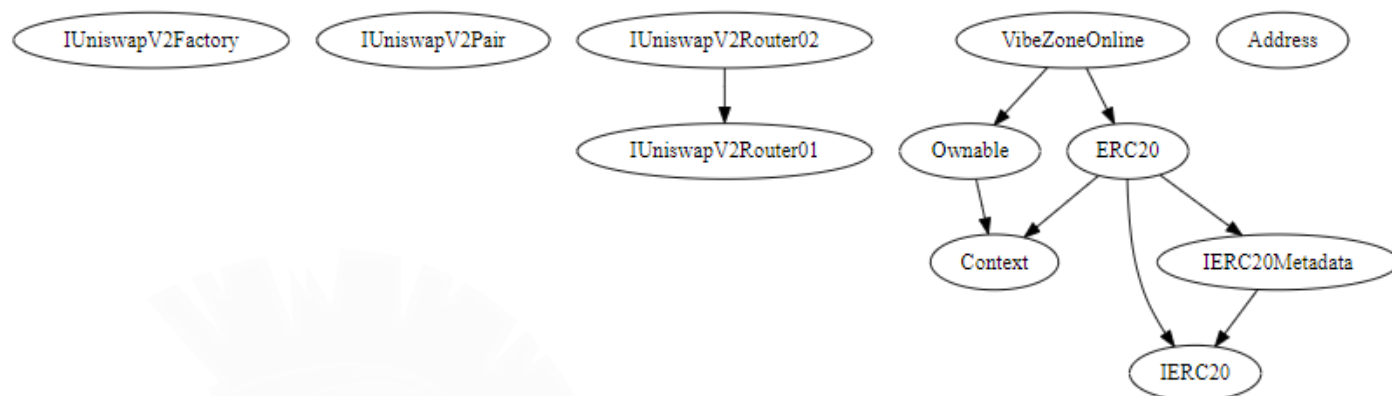 IUniswapV2Factory
IUniswapV2Pair
IUniswapV2Router02
VibeZoneOnline
Address
IUniswapV2Router01
Ownable
ERC20
Context
IERC20Metadata
IERC20